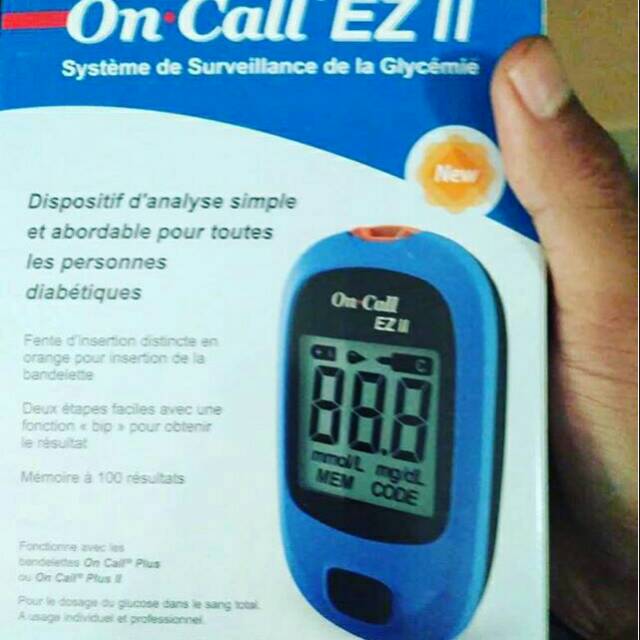 On·Call EZ II
Système de Surveillance de la Glycémie
New
Dispositif d'analyse simple
et abordable pour toutes
les personnes
diabétiques
Fente d'insertion distincte en
orange pour insertion de la
bandelette
Deux étapes faciles avec une
fonction « bip » pour obtenir
le résultat
Mémoire à 100 résultats
Fonctionne avec les
bandelettes On Call® Plus
ou On Call® Plus II
Pour le dosage du glucose dans le sang total.
A usage individuel et professionnel.
On·Call
EZ II
C
88.8
mmol/L mg/dL
MEM CODE